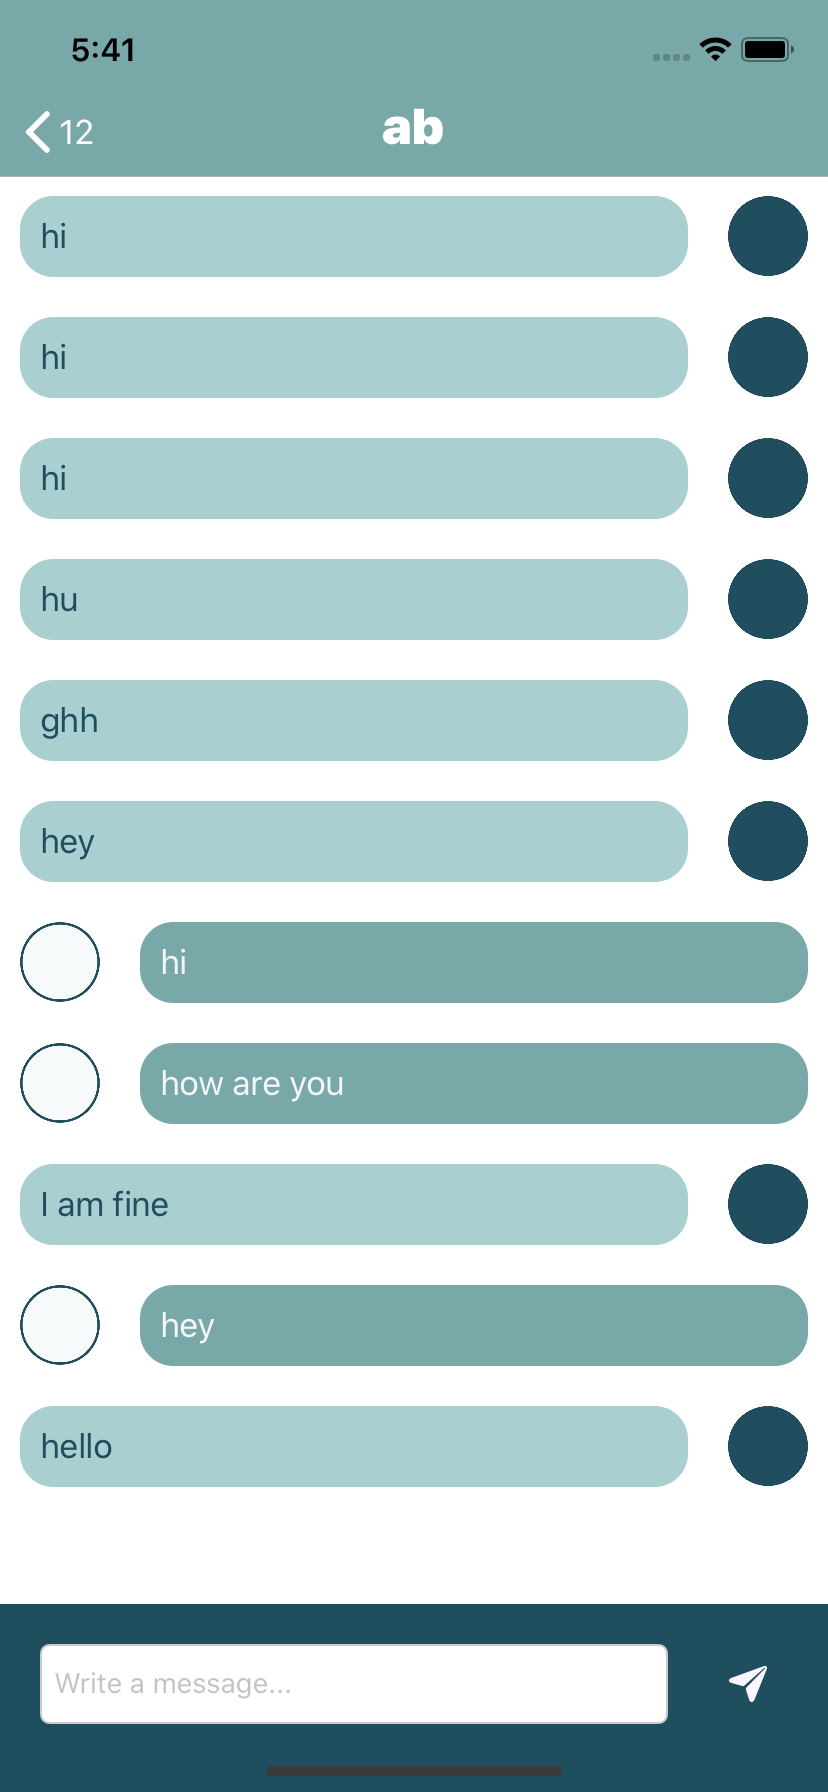 5:41
12
ab
hi
hi
hi
hu
ghh
hey
hi
how are you
I am fine
hey
hello
Write a message...